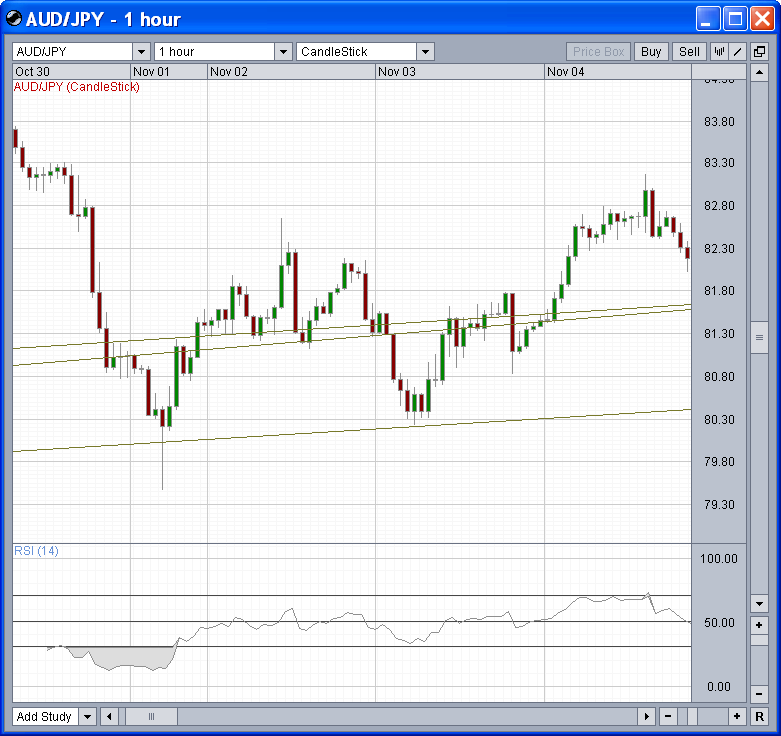 AUD/JPY - 1 hour
AUD/JPY 1 hour CandleStick Price Box Buy Sell
Oct 30 Nov 01 Nov 02 Nov 03 Nov 04
AUD/JPY (CandleStick)
84.30
83.80
83.30
82.80
82.30
81.80
81.30
80.80
80.30
79.80
79.30
RSI (14)
100.00
50.00
0.00
Add Study R